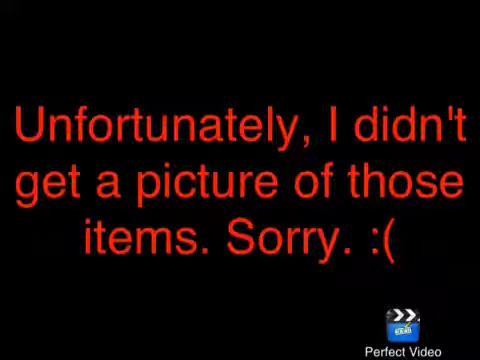 Unfortunately, I didn't
get a picture of those
items. Sorry. :(
Perfect Video